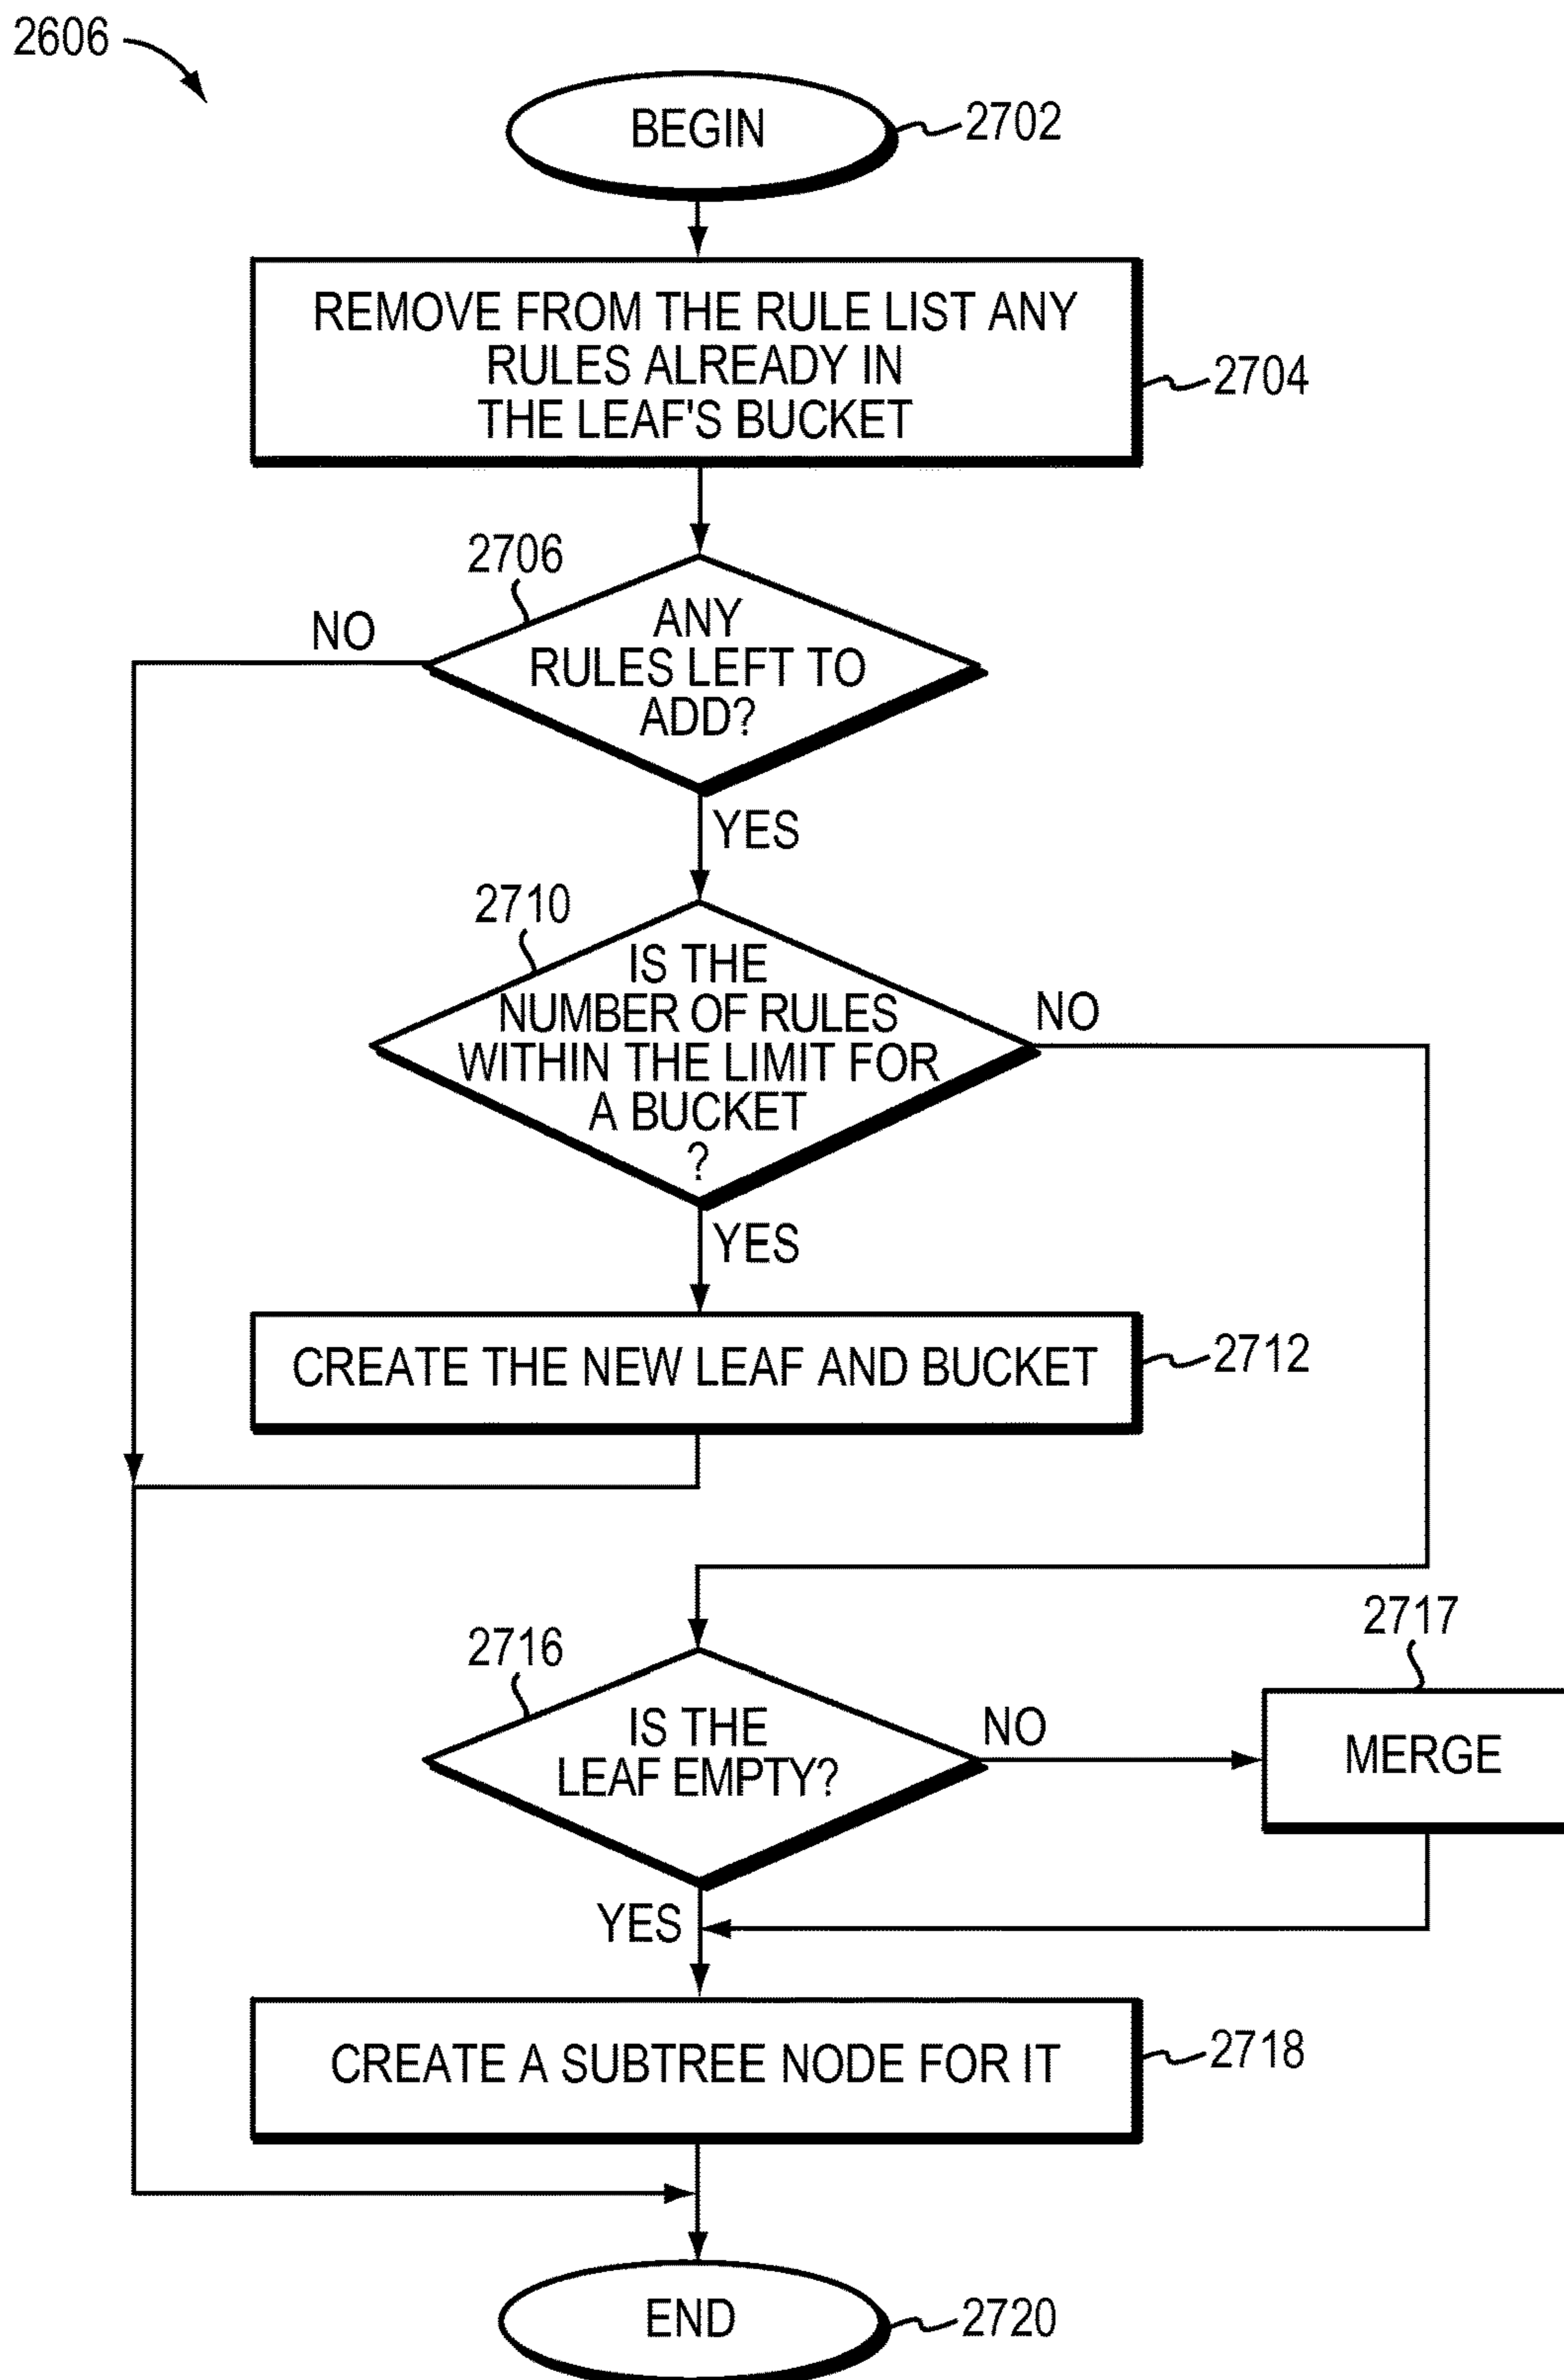 2606
BEGIN
2702
REMOVE FROM THE RULE LIST ANY
RULES ALREADY IN
THE LEAF'S BUCKET
2704
2706
NO
ANY
RULES LEFT TO
ADD?
YES
2710
IS THE
NUMBER OF RULES
WITHIN THE LIMIT FOR
A BUCKET
?
NO
YES
CREATE THE NEW LEAF AND BUCKET
2712
2716
IS THE
LEAF EMPTY?
NO
2717
MERGE
YES
CREATE A SUBTREE NODE FOR IT
2718
END
2720